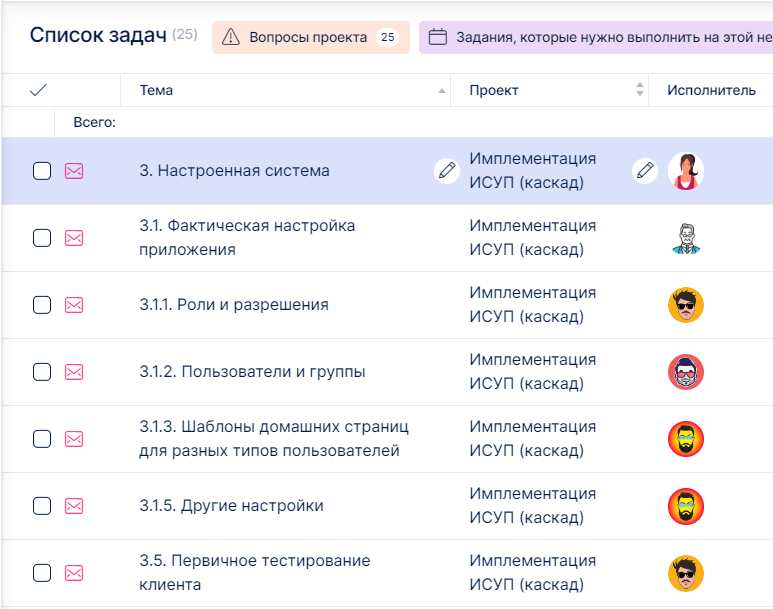 Список задач (25)
Вопросы проекта 25
Задания, которые нужно выполнить на этой не
Тема
Проект
Исполнитель
Всего:
3. Настроенная система
Имплементация
ИСУП (каскад)
3.1. Фактическая настройка
приложения
Имплементация
ИСУП (каскад)
3.1.1. Роли и разрешения
Имплементация
ИСУП (каскад)
3.1.2. Пользователи и группы
Имплементация
ИСУП (каскад)
3.1.3. Шаблоны домашних страниц
для разных типов пользователей
Имплементация
ИСУП (каскад)
3.1.5. Другие настройки
Имплементация
ИСУП (каскад)
3.5. Первичное тестирование
клиента
Имплементация
ИСУП (каскад)